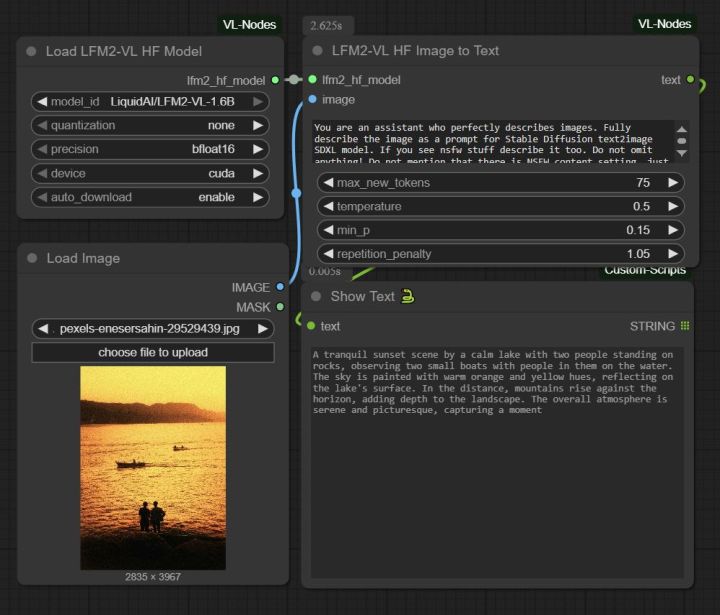 VL-Nodes
Load LFM2-VL HF Model
lfm2_hf_model
model_id LiquidAI/LFM2-VL-1.6B
quantization none
precision bfloat16
device cuda
auto_download enable
2.625s
VL-Nodes
LFM2-VL HF Image to Text
lfm2_hf_model text
image
You are an assistant who perfectly describes images. Fully
describe the image as a prompt for Stable Diffusion text2image
SDXL model. If you see nsfw stuff describe it too. Do not omit
anything! Do not mention that there is NSFW content setting, just
max_new_tokens 75
temperature 0.5
min_p 0.15
repetition_penalty 1.05
Load Image
IMAGE
MASK
pexels-enesersahin-29529439.jpg
choose file to upload
2835 × 3967
0.005s
Custom-Scripts
Show Text
text STRING
A tranquil sunset scene by a calm lake with two people standing on
rocks, observing two small boats with people in them on the water.
The sky is painted with warm orange and yellow hues, reflecting on
the lake's surface. In the distance, mountains rise against the
horizon, adding depth to the landscape. The overall atmosphere is
serene and picturesque, capturing a moment